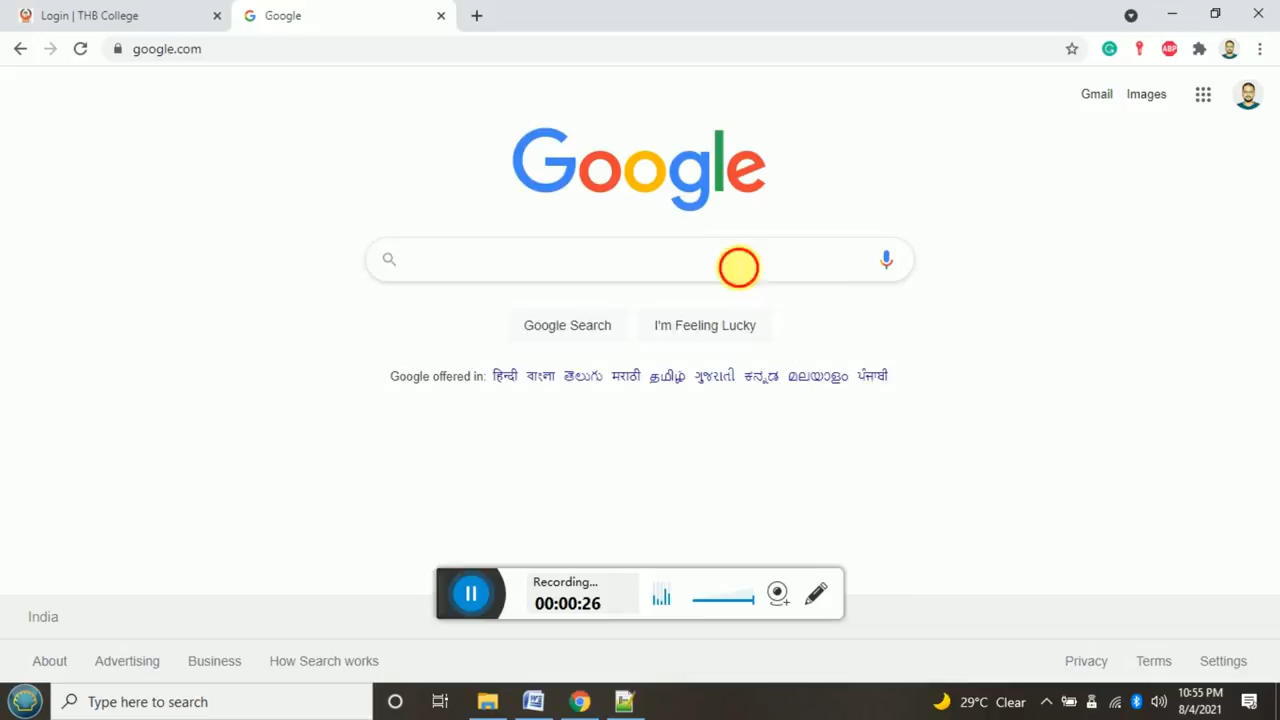 Login | THB College
Google
google.com
ABP
Gmail Images
Google
Google Search
I'm Feeling Lucky
Google offered in: हिन्दी বাংলা తెలుగు मराठी தமிழ் ગુજરાતી ಕನ್ನಡ മലയാളം ਪੰਜਾਬੀ
Recording...
00:00:26
India
About Advertising Business How Search works
Privacy Terms Settings
Type here to search
29°C Clear
10:55 PM
8/4/2021